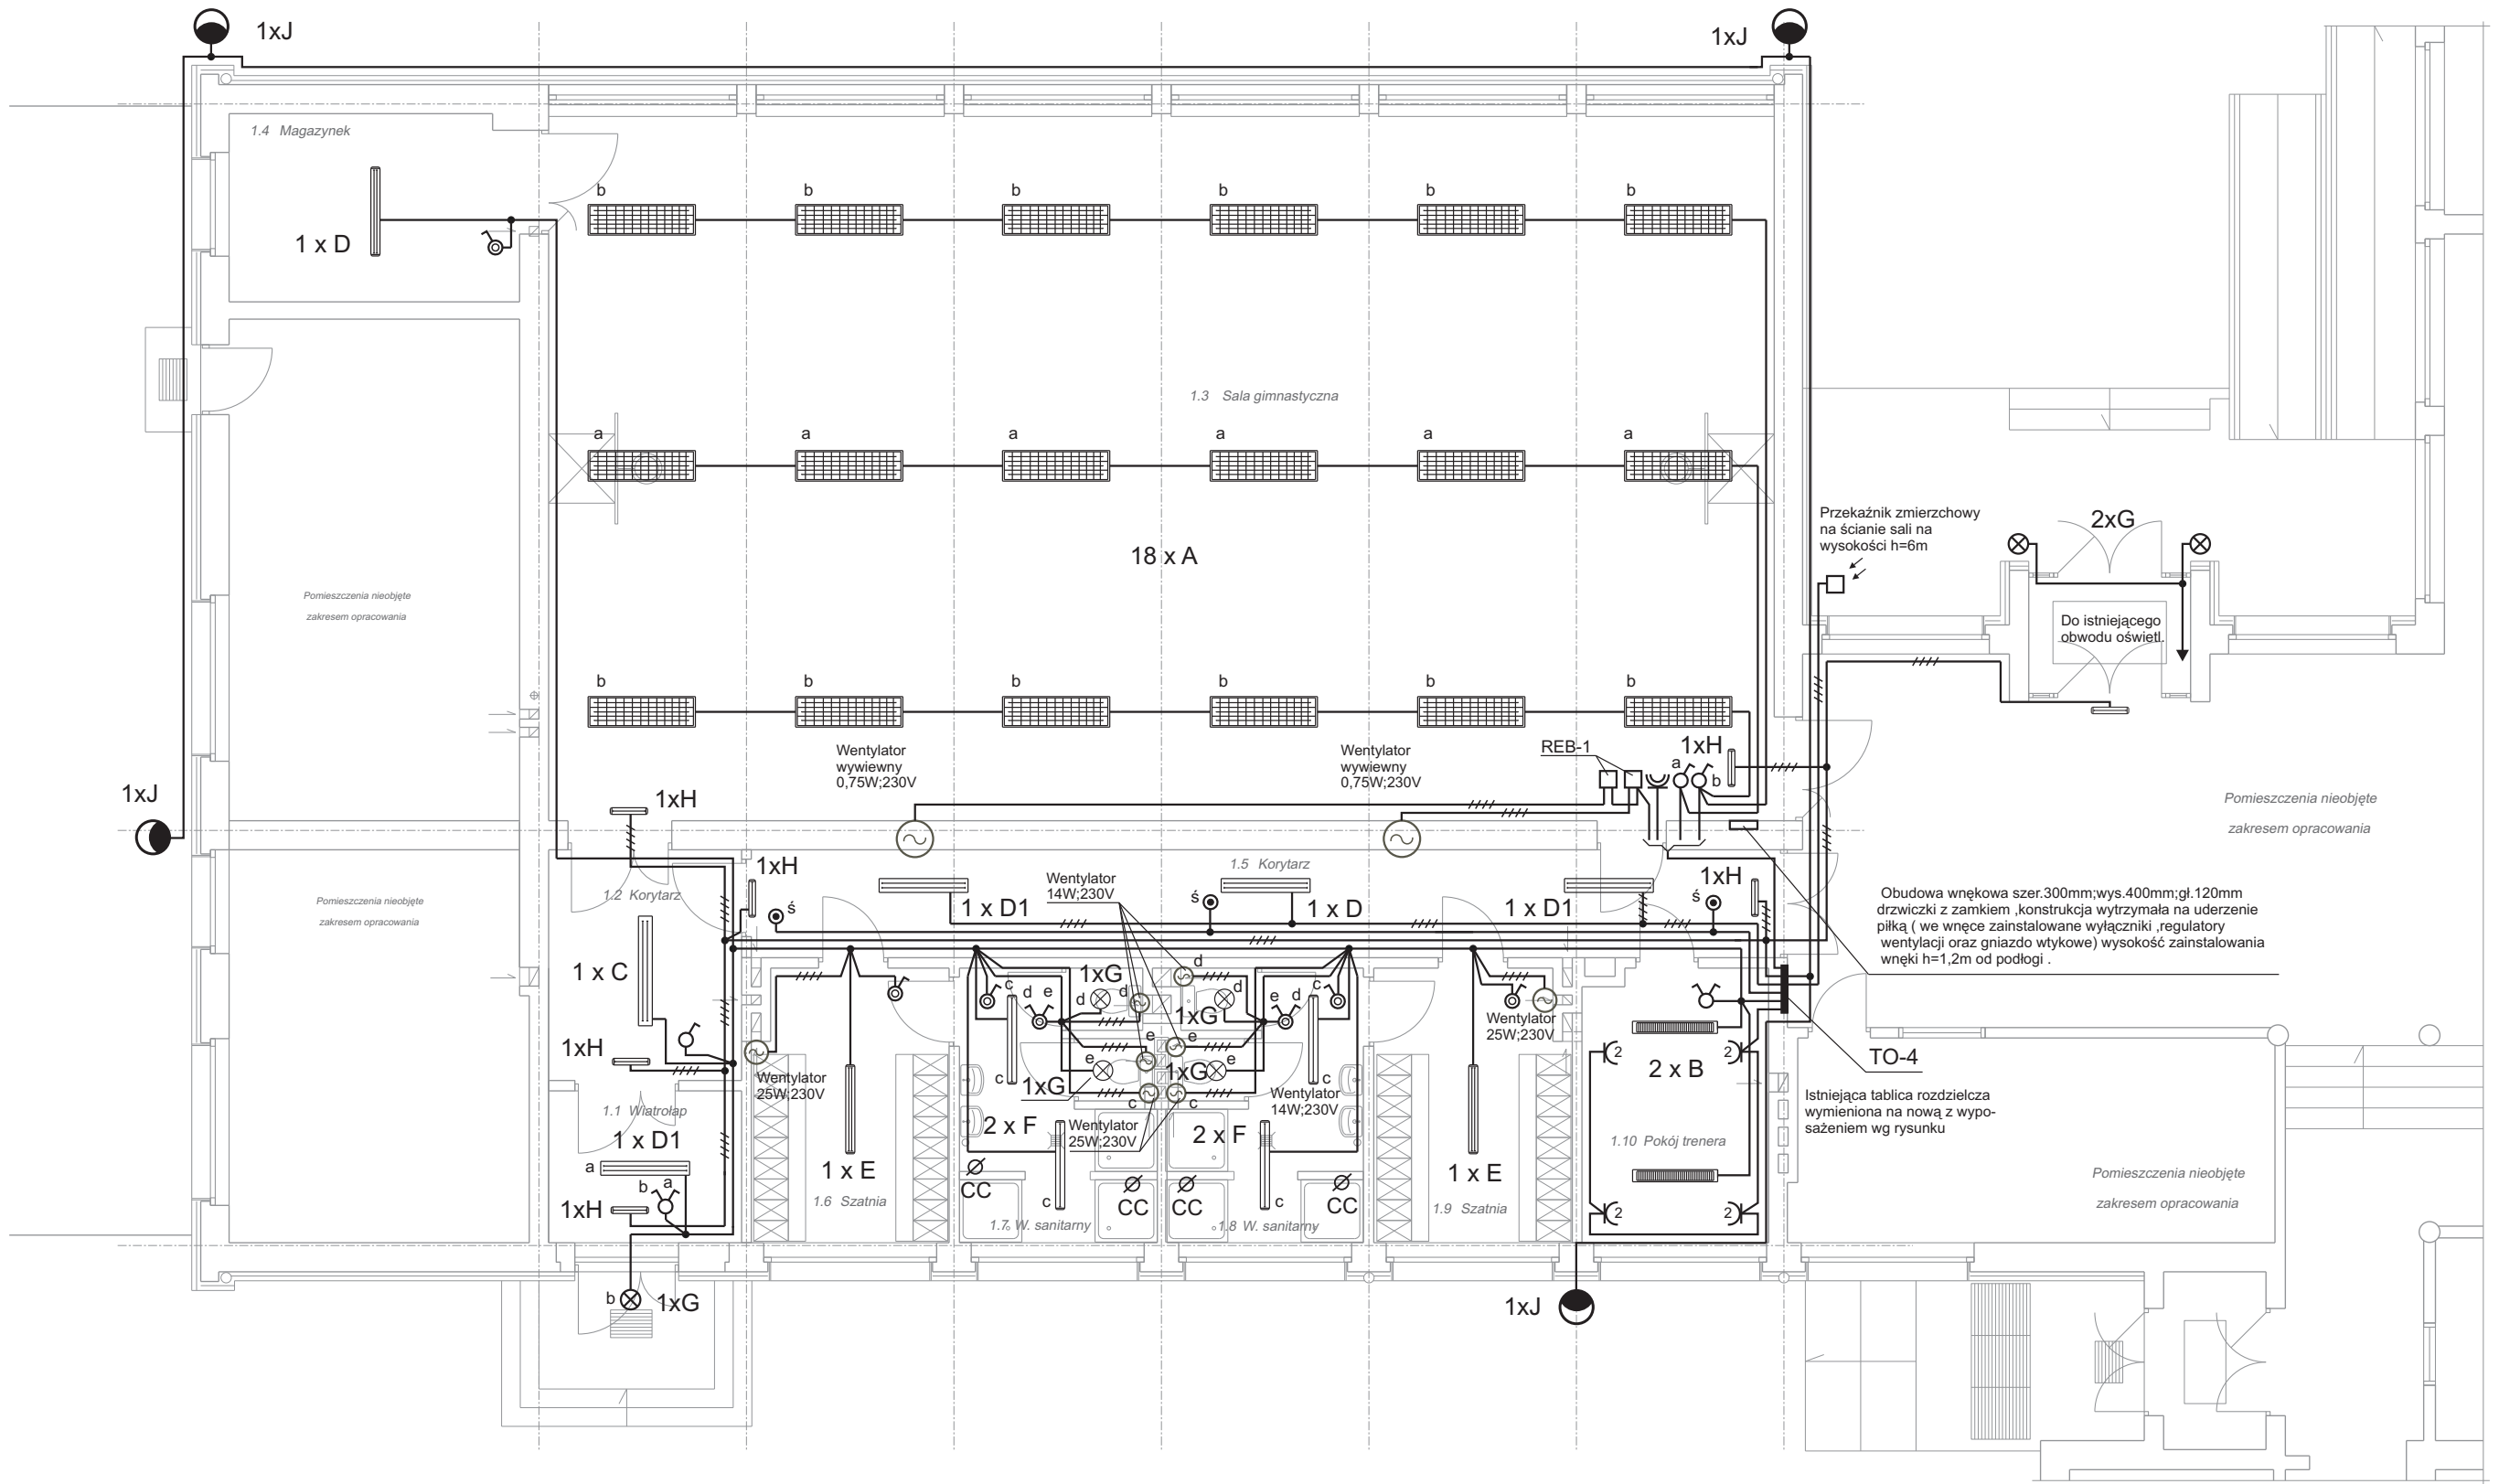 1xJ
1xJ
1.4 Magazynek
b
b
b
b
b
b
1 x D
1.3 Sala gimnastyczna
a
a
a
a
a
a
Przekaźnik zmierzchowy
na ścianie sali na
wysokości h=6m
2xG
18 x A
Pomieszczenia nieobjęte
zakresem opracowania
Do istniejącego
obwodu oświetl.
b
b
b
b
b
b
Wentylator
wywiewny
0,75W;230V
Wentylator
wywiewny
0,75W;230V
REB-1
1xH
a
b
1xJ
1xH
Pomieszczenia nieobjęte
zakresem opracowania
1xH
1.5 Korytarz
1xH
Wentylator
14W;230V
1.2 Korytarz
ś
ś
ś
1 x D1
1 x D
1 x D1
Pomieszczenia nieobjęte
zakresem opracowania
Obudowa wnękowa szer.300mm;wys.400mm;gł.120mm
drzwiczki z zamkiem ,konstrukcja wytrzymała na uderzenie
piłką ( we wnęce zainstalowane wyłączniki ,regulatory
wentylacji oraz gniazdo wtykowe) wysokość zainstalowania
wnęki h=1,2m od podłogi .
1 x C
1xG
d
c
d
e
d
d
d
e
d
c
1xG
Wentylator
25W;230V
1xH
e
e
e
e
2
2
2 x B
TO-4
Wentylator
25W;230V
c
1xG
1xG
c
Wentylator
14W;230V
c
c
Istniejąca tablica rozdzielcza
wymieniona na nową z wypo-
sażeniem wg rysunku
1.1 Wiatrołap
1 x D1
2 x F
Wentylator
25W;230V
2 x F
1.10 Pokój trenera
a
1 x E
1 x E
b
a
CC
CC
CC
CC
c
c
Pomieszczenia nieobjęte
zakresem opracowania
1xH
1.6 Szatnia
1.9 Szatnia
2
2
1.7 W. sanitarny
1.8 W. sanitarny
b
1xG
1xJ